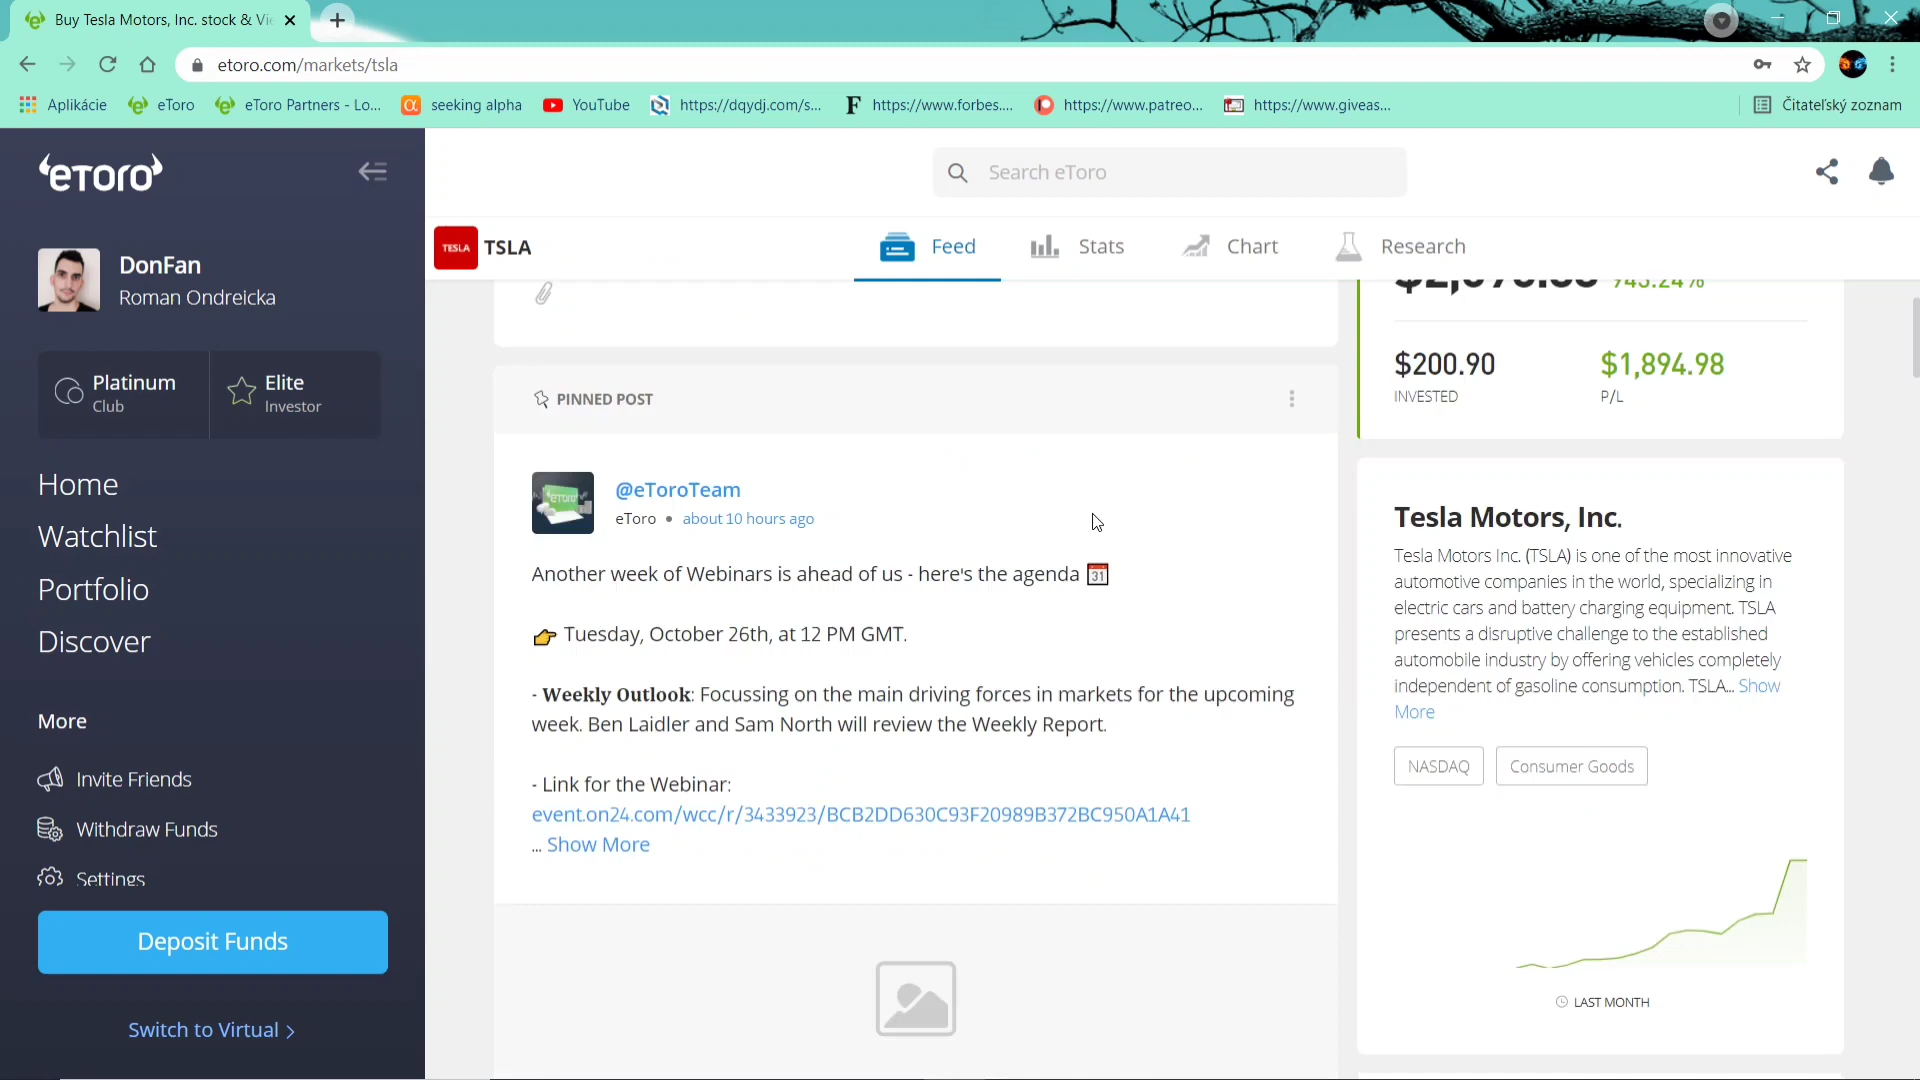 Buy Tesla Motors, Inc. stock & Vie
etoro.com/markets/tsla
Aplikácie
eToro
eToro Partners - Lo...
seeking alpha
YouTube
https://dqydj.com/s...
https://www.forbes....
https://www.patreo...
https://www.giveas...
Čitateľský zoznam
eToro
Search eToro
TESLA TSLA
Feed
Stats
Chart
Research
DonFan
Roman Ondreicka
Platinum
Club
Elite
Investor
Home
Watchlist
Portfolio
Discover
More
Invite Friends
Withdraw Funds
Settings
Deposit Funds
Switch to Virtual >
PINNED POST
@eToroTeam
eToro • about 10 hours ago
Another week of Webinars is ahead of us - here's the agenda 📅
👉 Tuesday, October 26th, at 12 PM GMT.
- Weekly Outlook: Focussing on the main driving forces in markets for the upcoming
week. Ben Laidler and Sam North will review the Weekly Report.
- Link for the Webinar:
event.on24.com/wcc/r/3433923/BCB2DD630C93F20989B372BC950A1A41
... Show More
943.24%
$200.90
INVESTED
$1,894.98
P/L
Tesla Motors, Inc.
Tesla Motors Inc. (TSLA) is one of the most innovative
automotive companies in the world, specializing in
electric cars and battery charging equipment. TSLA
presents a disruptive challenge to the established
automobile industry by offering vehicles completely
independent of gasoline consumption. TSLA... Show
More
NASDAQ
Consumer Goods
LAST MONTH